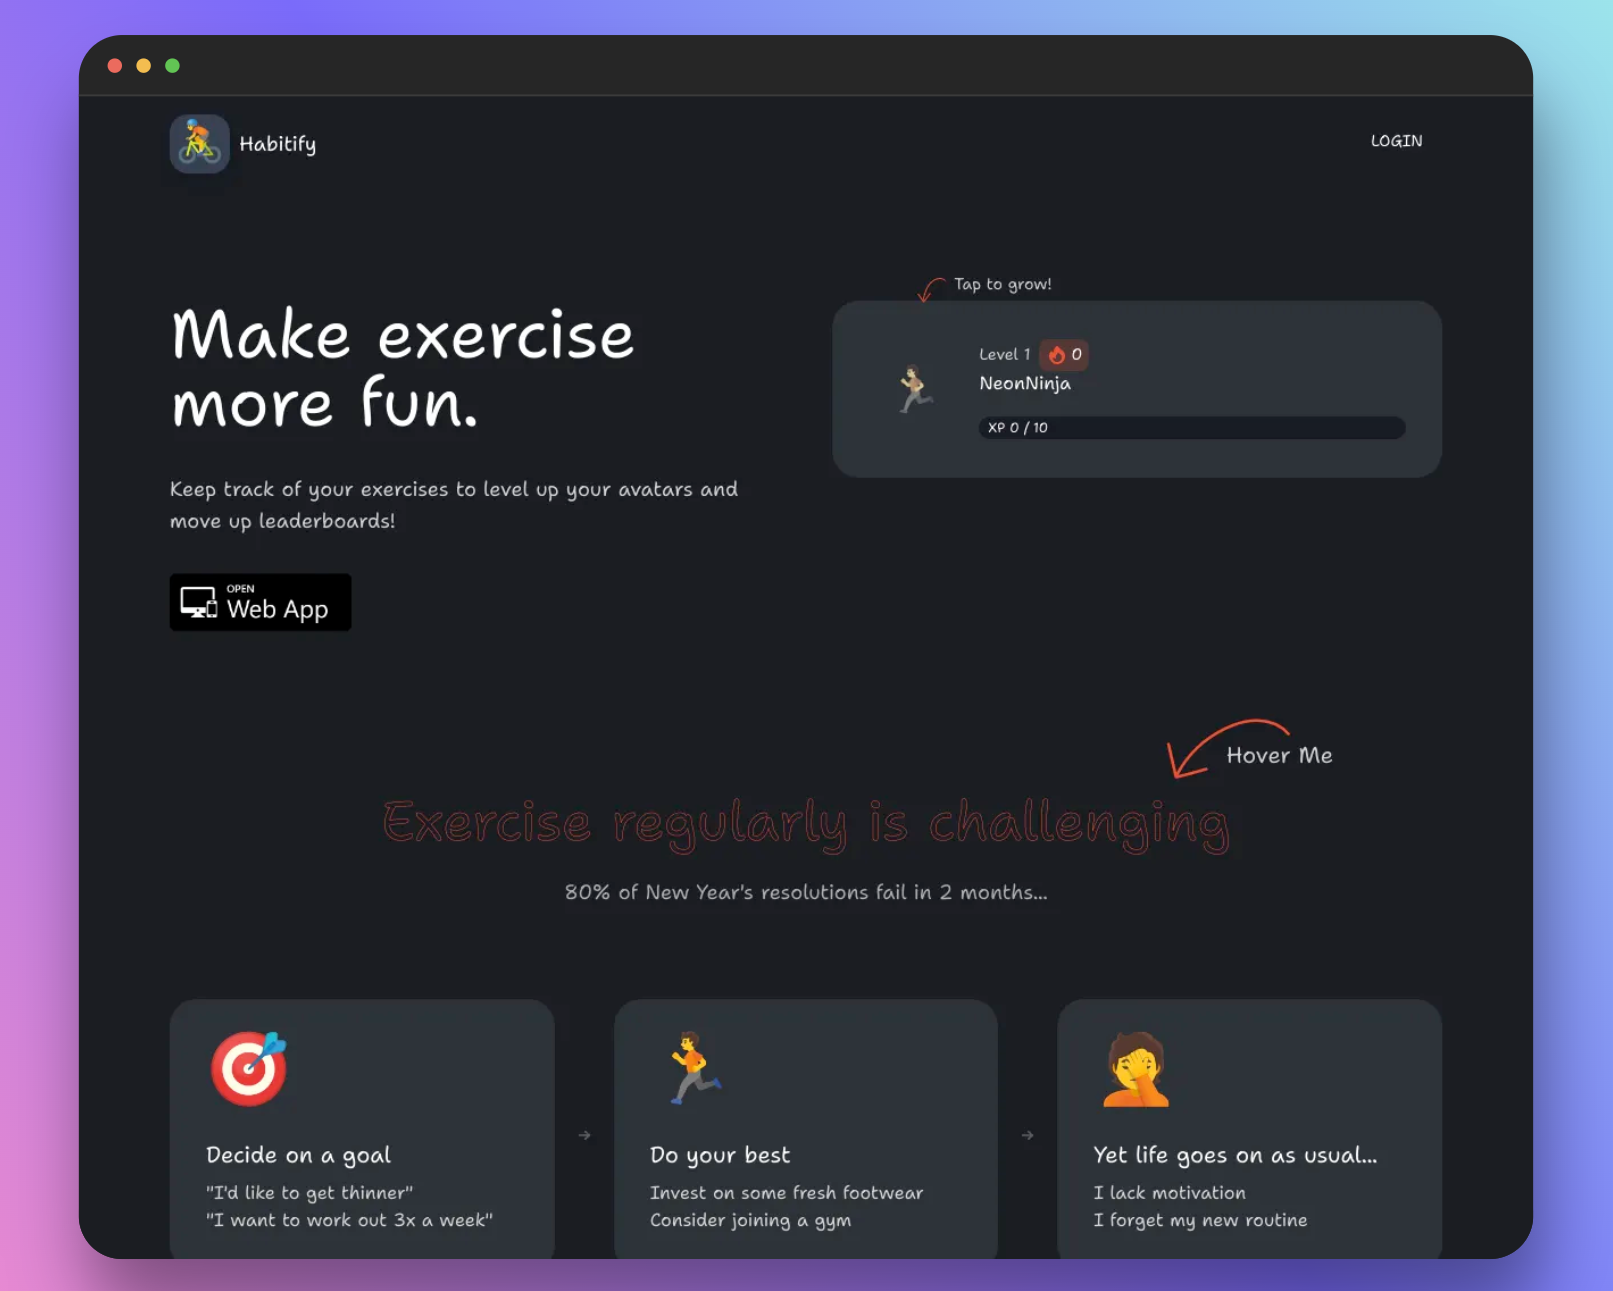 Habitify
LOGIN
Make exercise
more fun.
Keep track of your exercises to level up your avatars and
move up leaderboards!
OPEN
Web App
Tap to grow!
Level 1 0
NeonNinja
XP 0 / 10
Hover Me
Exercise regularly is challenging
80% of New Year's resolutions fail in 2 months...
Decide on a goal
"I'd like to get thinner"
"I want to work out 3x a week"
Do your best
Invest on some fresh footwear
Consider joining a gym
Yet life goes on as usual...
I lack motivation
I forget my new routine